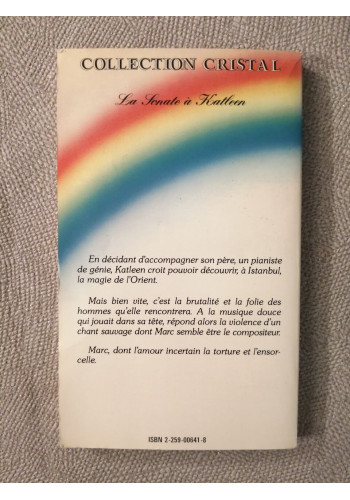 COLLECTION CRISTAL
La Sonate à Katleen
En décidant d'accompagner son père, un pianiste
de génie, Katleen croit pouvoir découvrir, à Istanbul,
la magie de l'Orient.
Mais bien vite, c'est la brutalité et la folie des
hommes qu'elle rencontrera. A la musique douce
qui jouait dans sa tête, répond alors la violence d'un
chant sauvage dont Marc semble être le compositeur.
Marc, dont l'amour incertain la torture et l'ensor-
celle.
ISBN 2-259-00641-8